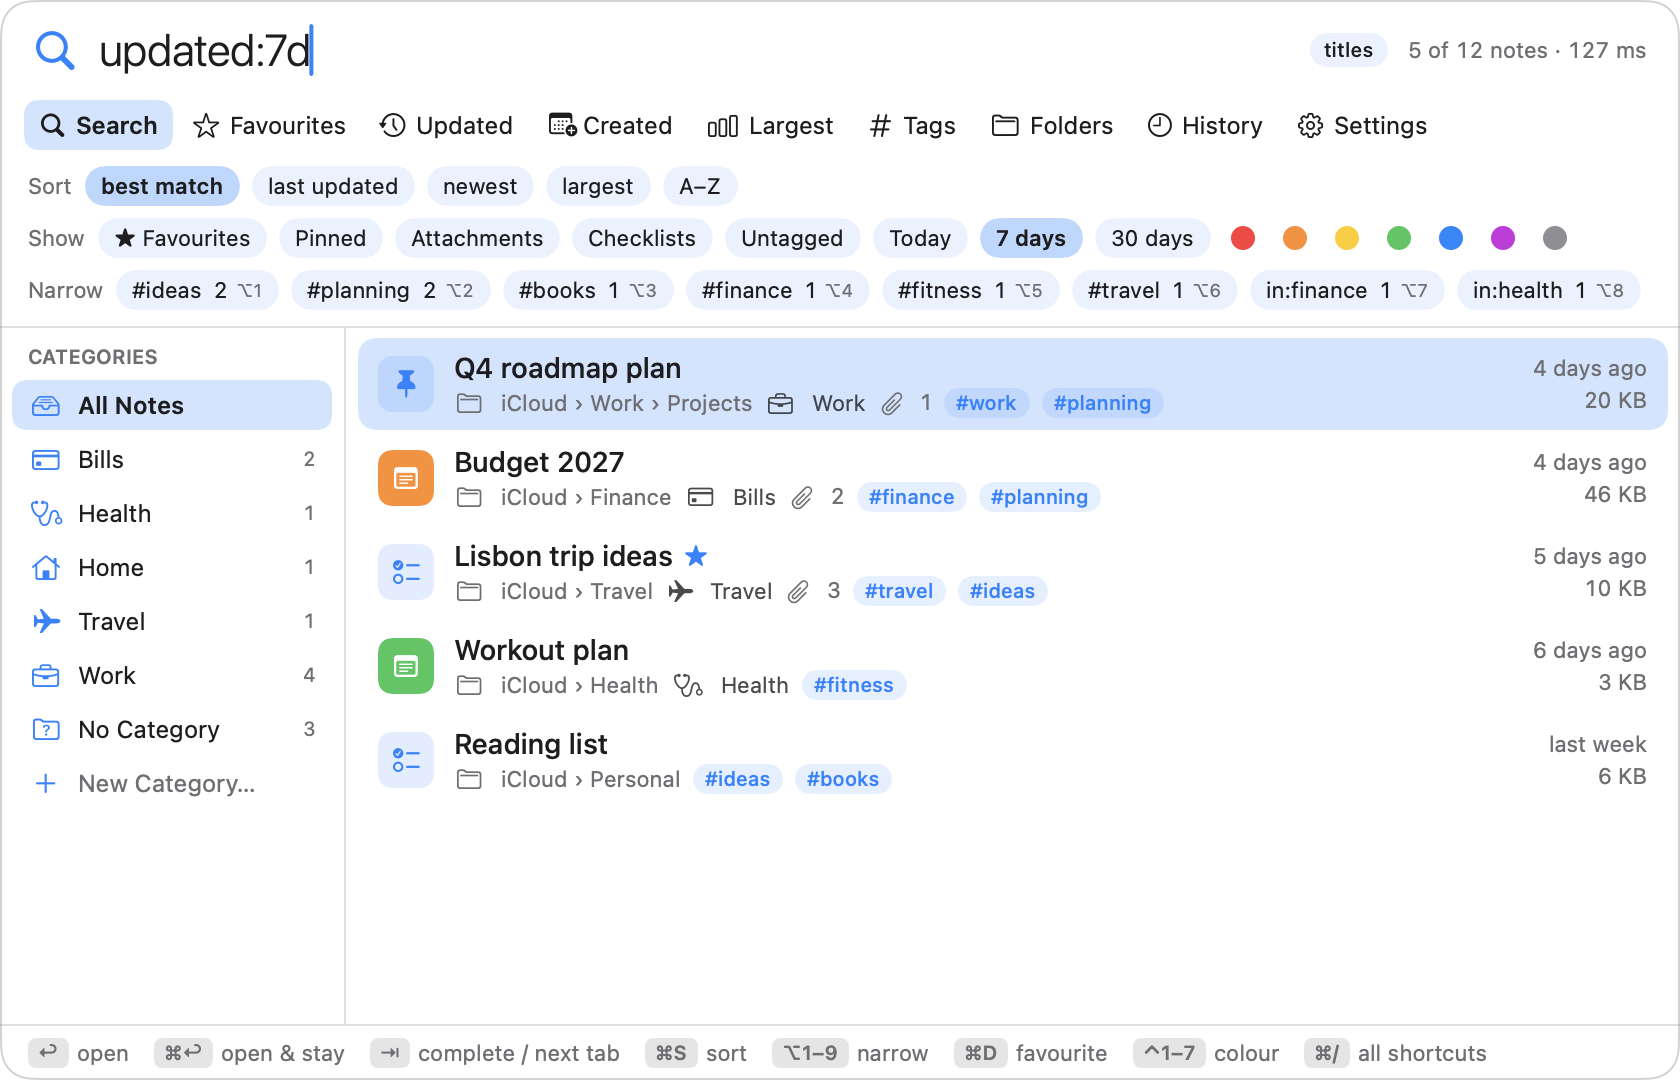 updated:7d titles 5 of 12 notes · 127 ms
Search Favourites Updated Created Largest # Tags Folders History Settings
Sort best match last updated newest largest A–Z
Show ★ Favourites Pinned Attachments Checklists Untagged Today 7 days 30 days
Narrow #ideas 2 ⌥1 #planning 2 ⌥2 #books 1 ⌥3 #finance 1 ⌥4 #fitness 1 ⌥5 #travel 1 ⌥6 in:finance 1 ⌥7 in:health 1 ⌥8
CATEGORIES
All Notes
Bills 2
Health 1
Home 1
Travel 1
Work 4
No Category 3
+ New Category...
Q4 roadmap plan 4 days ago
iCloud › Work › Projects Work 1 #work #planning 20 KB
Budget 2027 4 days ago
iCloud › Finance Bills 2 #finance #planning 46 KB
Lisbon trip ideas ★ 5 days ago
iCloud › Travel Travel 3 #travel #ideas 10 KB
Workout plan 6 days ago
iCloud › Health Health #fitness 3 KB
Reading list last week
iCloud › Personal #ideas #books 6 KB
↩ open ⌘↩ open & stay ⇥ complete / next tab ⌘S sort ⌥1–9 narrow ⌘D favourite ^1–7 colour ⌘/ all shortcuts